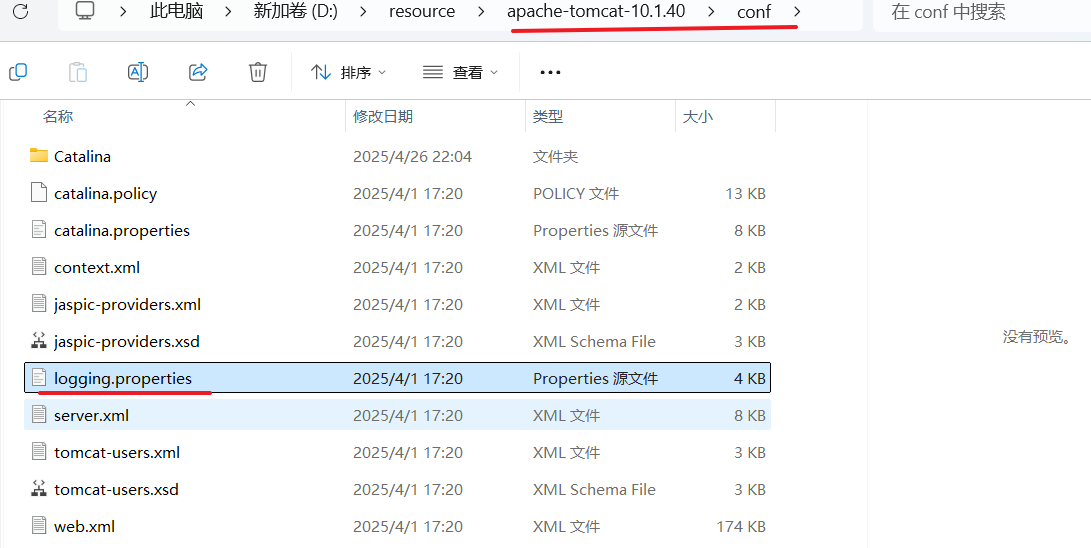 此电脑 新加卷 (D:) resource apache-tomcat-10.1.40 conf 在 conf 中搜索
排序 查看
名称 修改日期 类型 大小
Catalina 2025/4/26 22:04 文件夹
catalina.policy 2025/4/1 17:20 POLICY 文件 13 KB
catalina.properties 2025/4/1 17:20 Properties 源文件 8 KB
context.xml 2025/4/1 17:20 XML 文件 2 KB
jaspic-providers.xml 2025/4/1 17:20 XML 文件 2 KB
jaspic-providers.xsd 2025/4/1 17:20 XML Schema File 3 KB
没有预览。
logging.properties 2025/4/1 17:20 Properties 源文件 4 KB
server.xml 2025/4/1 17:20 XML 文件 8 KB
tomcat-users.xml 2025/4/1 17:20 XML 文件 3 KB
tomcat-users.xsd 2025/4/1 17:20 XML Schema File 3 KB
web.xml 2025/4/1 17:20 XML 文件 174 KB